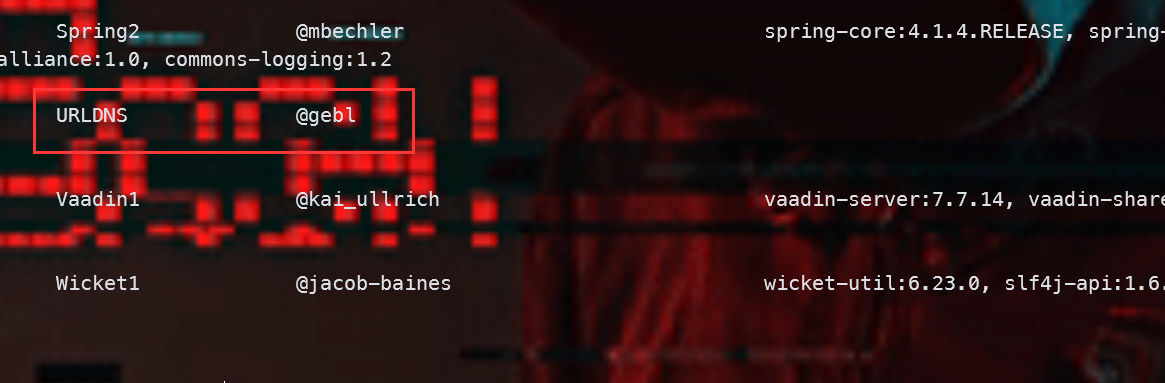 Spring2 @mbechler spring-core:4.1.4.RELEASE, spring-
alliance:1.0, commons-logging:1.2
URLDNS @gebl
Vaadin1 @kai_ullrich vaadin-server:7.7.14, vaadin-share
Wicket1 @jacob-baines wicket-util:6.23.0, slf4j-api:1.6.